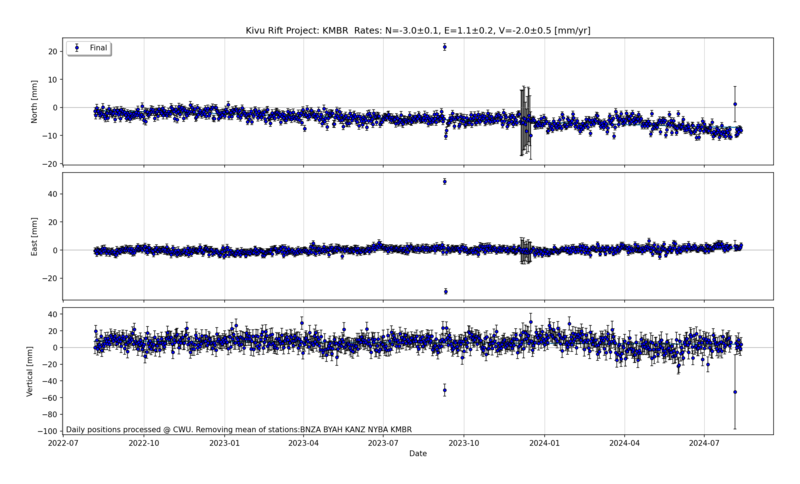 Kivu Rift Project: KMBR Rates: N=-3.0±0.1, E=1.1±0.2, V=-2.0±0.5 [mm/yr]
Final
North [mm]
20
10
0
−10
−20
East [mm]
40
20
0
−20
Vertical [mm]
40
20
0
−20
−40
−60
−80
−100
Daily positions processed @ CWU. Removing mean of stations:BNZA BYAH KANZ NYBA KMBR
2022-07 2022-10 2023-01 2023-04 2023-07 2023-10 2024-01 2024-04 2024-07
Date